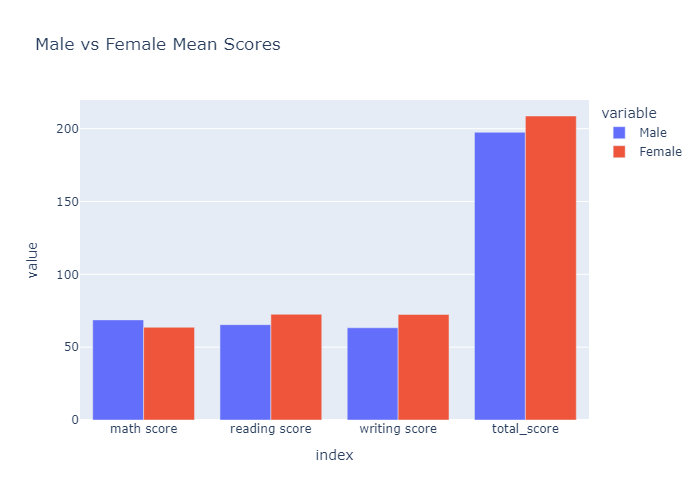 Male vs Female Mean Scores
variable
Male
Female
value
200
150
100
50
0
math score
reading score
writing score
total_score
index